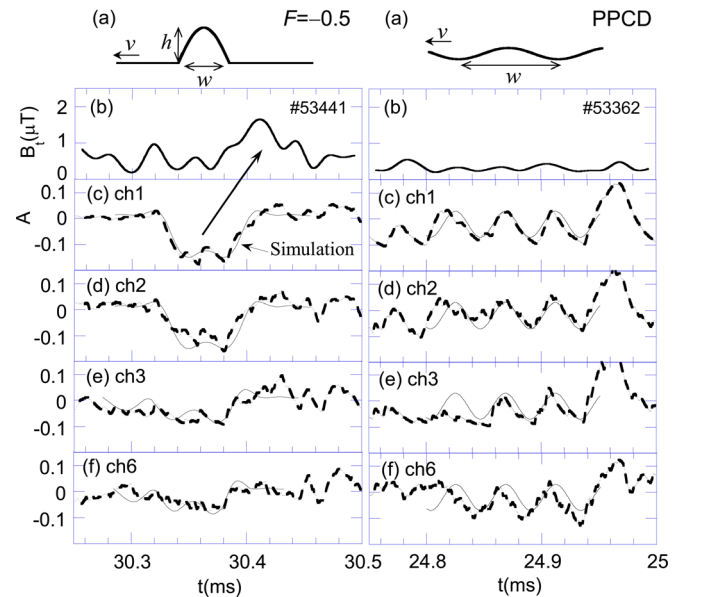 (a) F=−0.5
h
v
w
(b) #53441
2
1
0
Bt(μT)
(c) ch1
0.1
0
-0.1
A
Simulation
(d) ch2
0.1
0
-0.1
(e) ch3
0.1
0
-0.1
(f) ch6
0.1
0
-0.1
30.3 30.4 30.5
t(ms)
(a) PPCD
v
w
(b) #53362
(c) ch1
(d) ch2
(e) ch3
(f) ch6
5 24.8 24.9 25
t(ms)